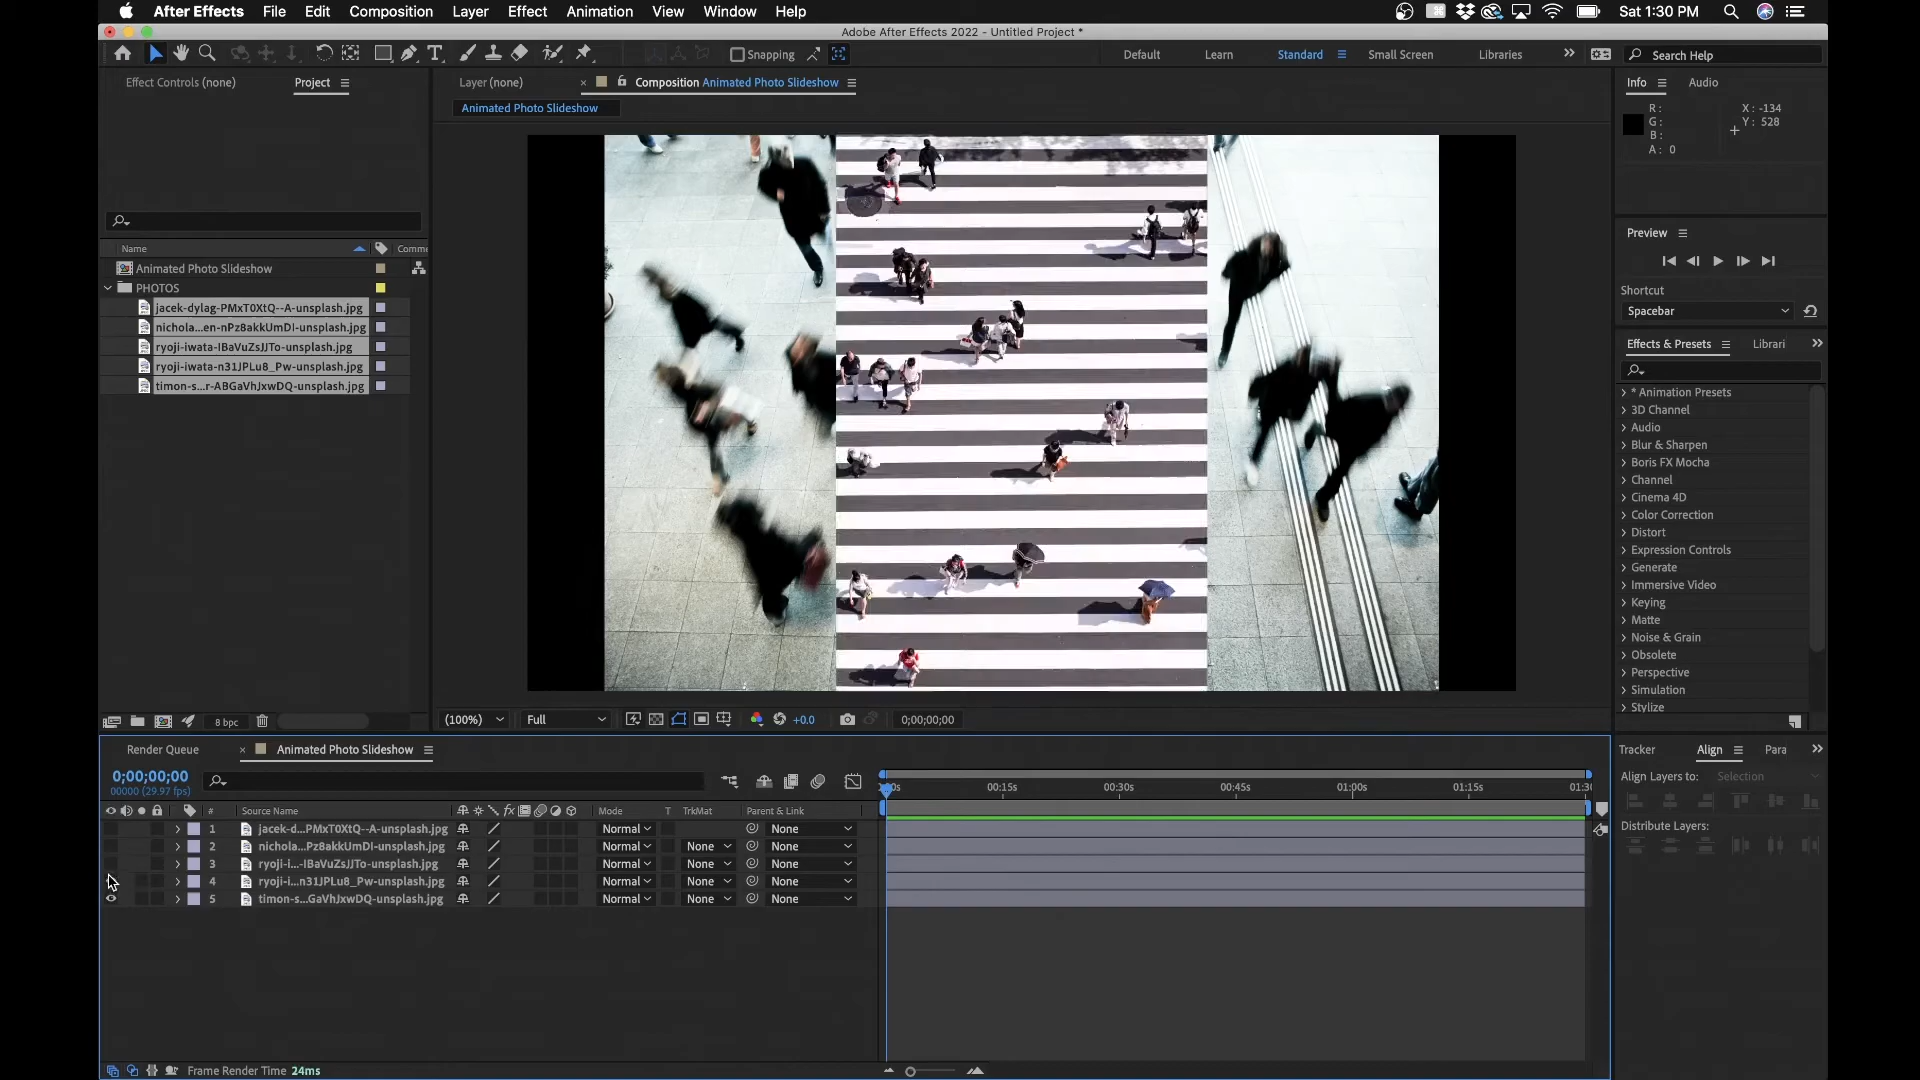 After Effects File Edit Composition Layer Effect Animation View Window Help Sat 1:30 PM
Adobe After Effects 2022 - Untitled Project *
Snapping Default Learn Standard Small Screen Libraries Search Help
Effect Controls (none) Project
Layer (none) Composition Animated Photo Slideshow
Animated Photo Slideshow
Info Audio
R: X: -134
G: Y: 528
B:
A: 0
Name Comme
Animated Photo Slideshow
PHOTOS
jacek-dylag-PMxT0XtQ--A-unsplash.jpg
nichola...en-nPz8akkUmDI-unsplash.jpg
ryoji-iwata-IBaVuZsJJTo-unsplash.jpg
ryoji-iwata-n31JPLu8_Pw-unsplash.jpg
timon-s...r-ABGaVhJxwDQ-unsplash.jpg
8 bpc
(100%) Full +0.0 0;00;00;00
Preview
Shortcut
Spacebar
Effects & Presets Librari
* Animation Presets
3D Channel
Audio
Blur & Sharpen
Boris FX Mocha
Channel
Cinema 4D
Color Correction
Distort
Expression Controls
Generate
Immersive Video
Keying
Matte
Noise & Grain
Obsolete
Perspective
Simulation
Stylize
Render Queue Animated Photo Slideshow
0;00;00;00
00000 (29.97 fps)
# Source Name fx Mode T TrkMat Parent & Link
00s 00:15s 00:30s 00:45s 01:00s 01:15s 01:30
1 jacek-d...PMxT0XtQ--A-unsplash.jpg Normal None
2 nichola...Pz8akkUmDI-unsplash.jpg Normal None None
3 ryoji-i...-IBaVuZsJJTo-unsplash.jpg Normal None None
4 ryoji-i...n31JPLu8_Pw-unsplash.jpg Normal None None
5 timon-s...GaVhJxwDQ-unsplash.jpg Normal None None
Frame Render Time 24ms
Tracker Align Para
Align Layers to: Selection
Distribute Layers: